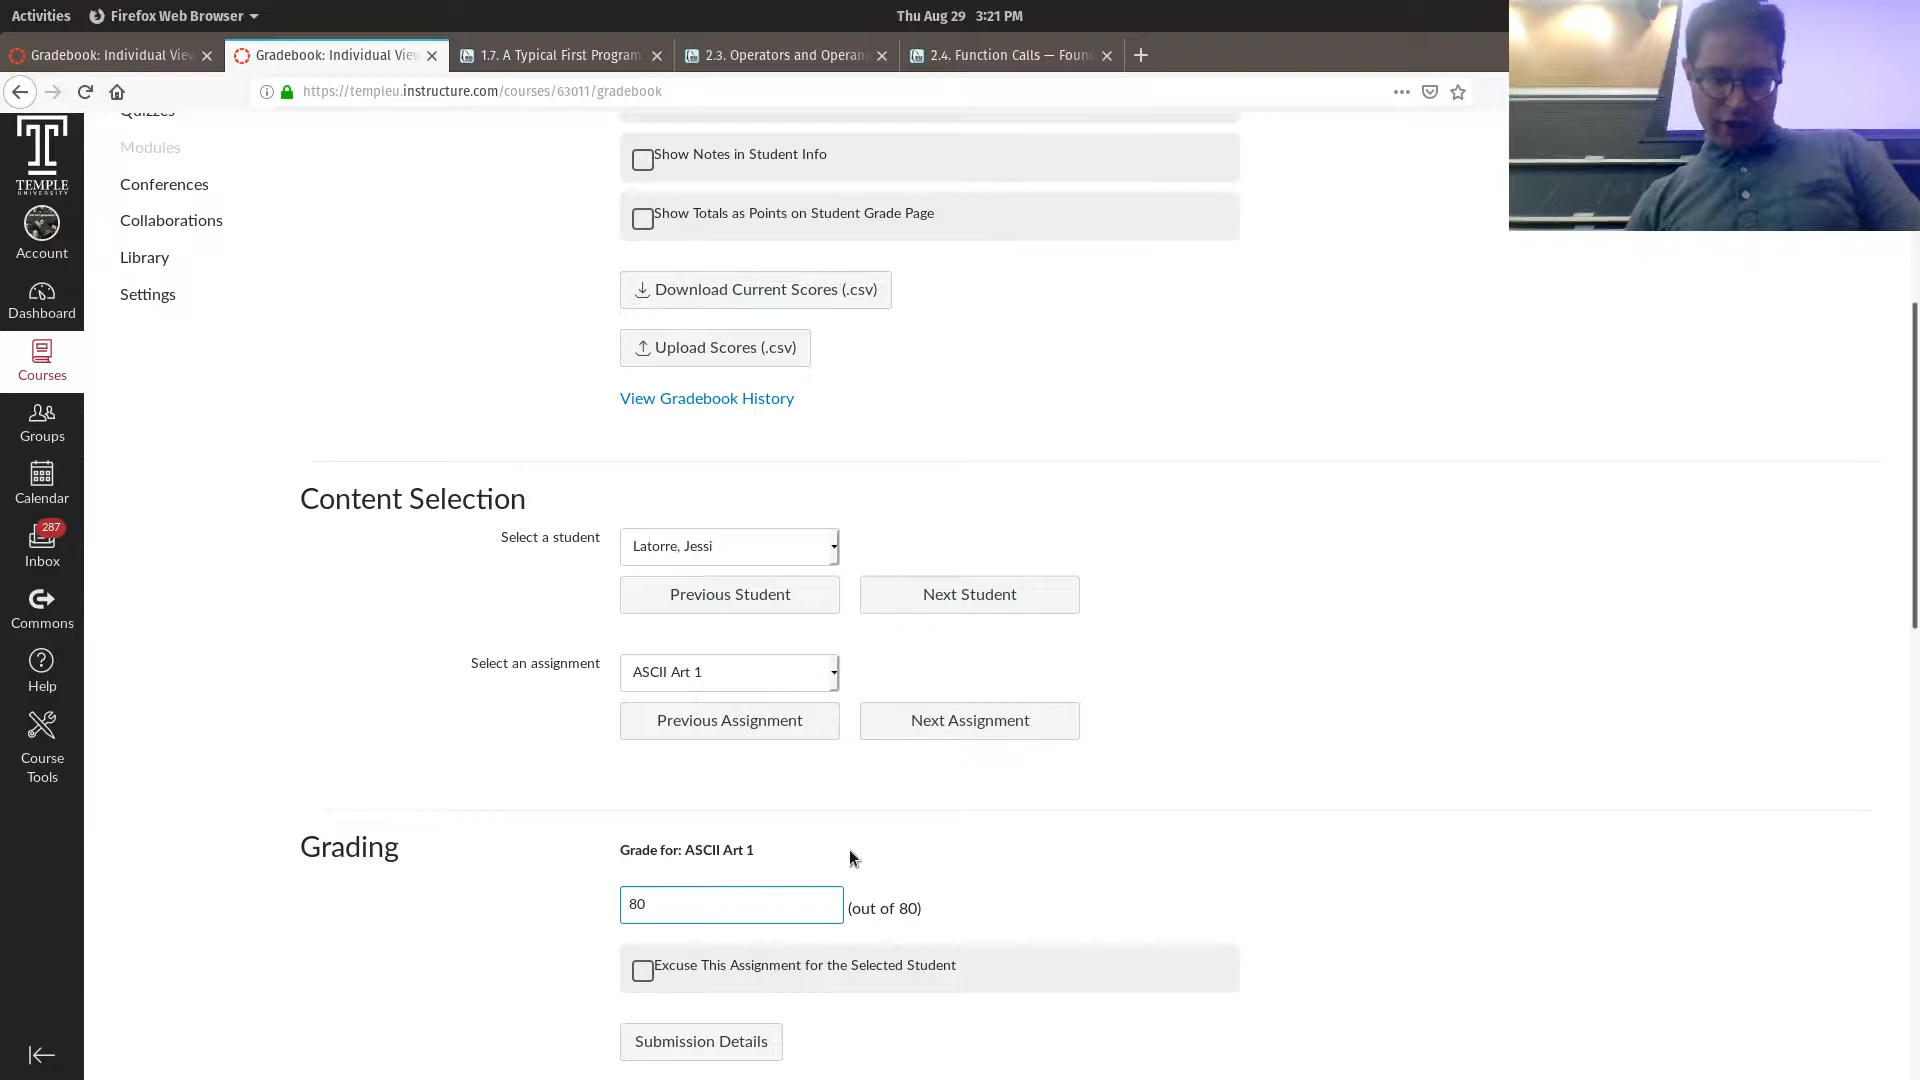 Activities
Firefox Web Browser
Thu Aug 29 3:21 PM
Gradebook: Individual Vie
Gradebook: Individual View
1.7. A Typical First Program
2.3. Operators and Operan
2.4. Function Calls — Foun
https://templeu.instructure.com/courses/63011/gradebook
TEMPLE
UNIVERSITY
Account
Dashboard
Courses
Groups
Calendar
287
Inbox
Commons
Help
Course
Tools
Quizzes
Modules
Conferences
Collaborations
Library
Settings
Show Notes in Student Info
Show Totals as Points on Student Grade Page
Download Current Scores (.csv)
Upload Scores (.csv)
View Gradebook History
Content Selection
Select a student
Latorre, Jessi
Previous Student
Next Student
Select an assignment
ASCII Art 1
Previous Assignment
Next Assignment
Grading
Grade for: ASCII Art 1
80
(out of 80)
Excuse This Assignment for the Selected Student
Submission Details